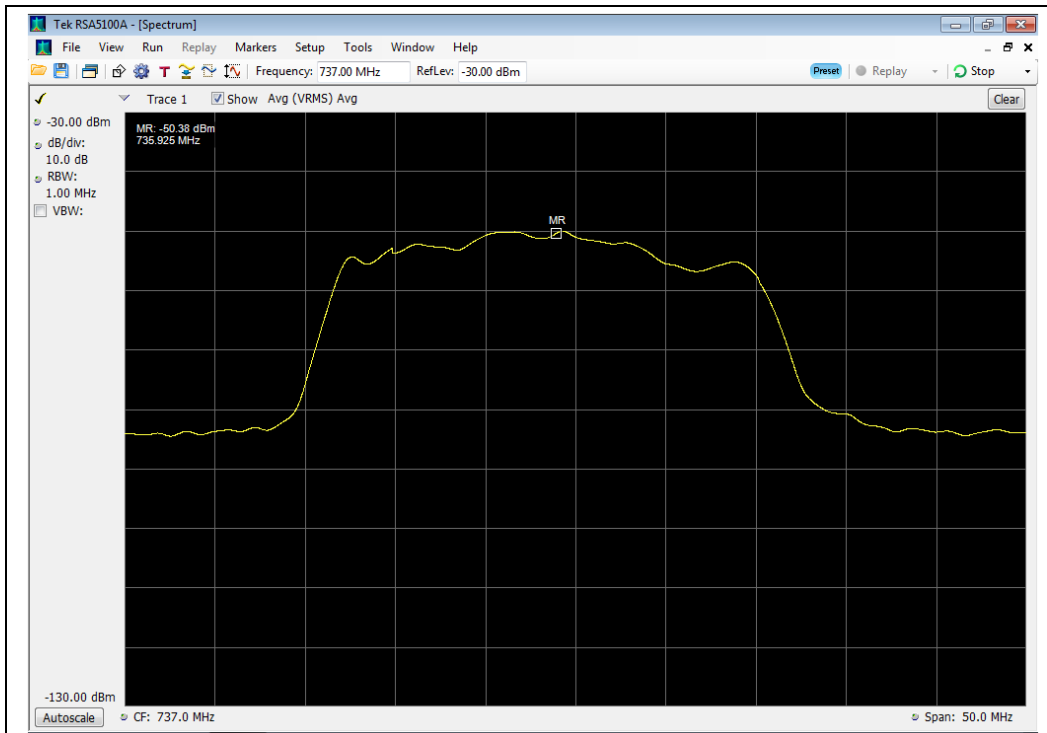 Tek RSA5100A - [Spectrum]
File View Run Replay Markers Setup Tools Window Help
T Frequency: 737.00 MHz RefLev: -30.00 dBm Preset Replay Stop
Trace 1 Show Avg (VRMS) Avg Clear
-30.00 dBm
dB/div:
10.0 dB
RBW:
1.00 MHz
VBW:
MR: -50.38 dBm
735.925 MHz
MR
-130.00 dBm
Autoscale CF: 737.0 MHz Span: 50.0 MHz